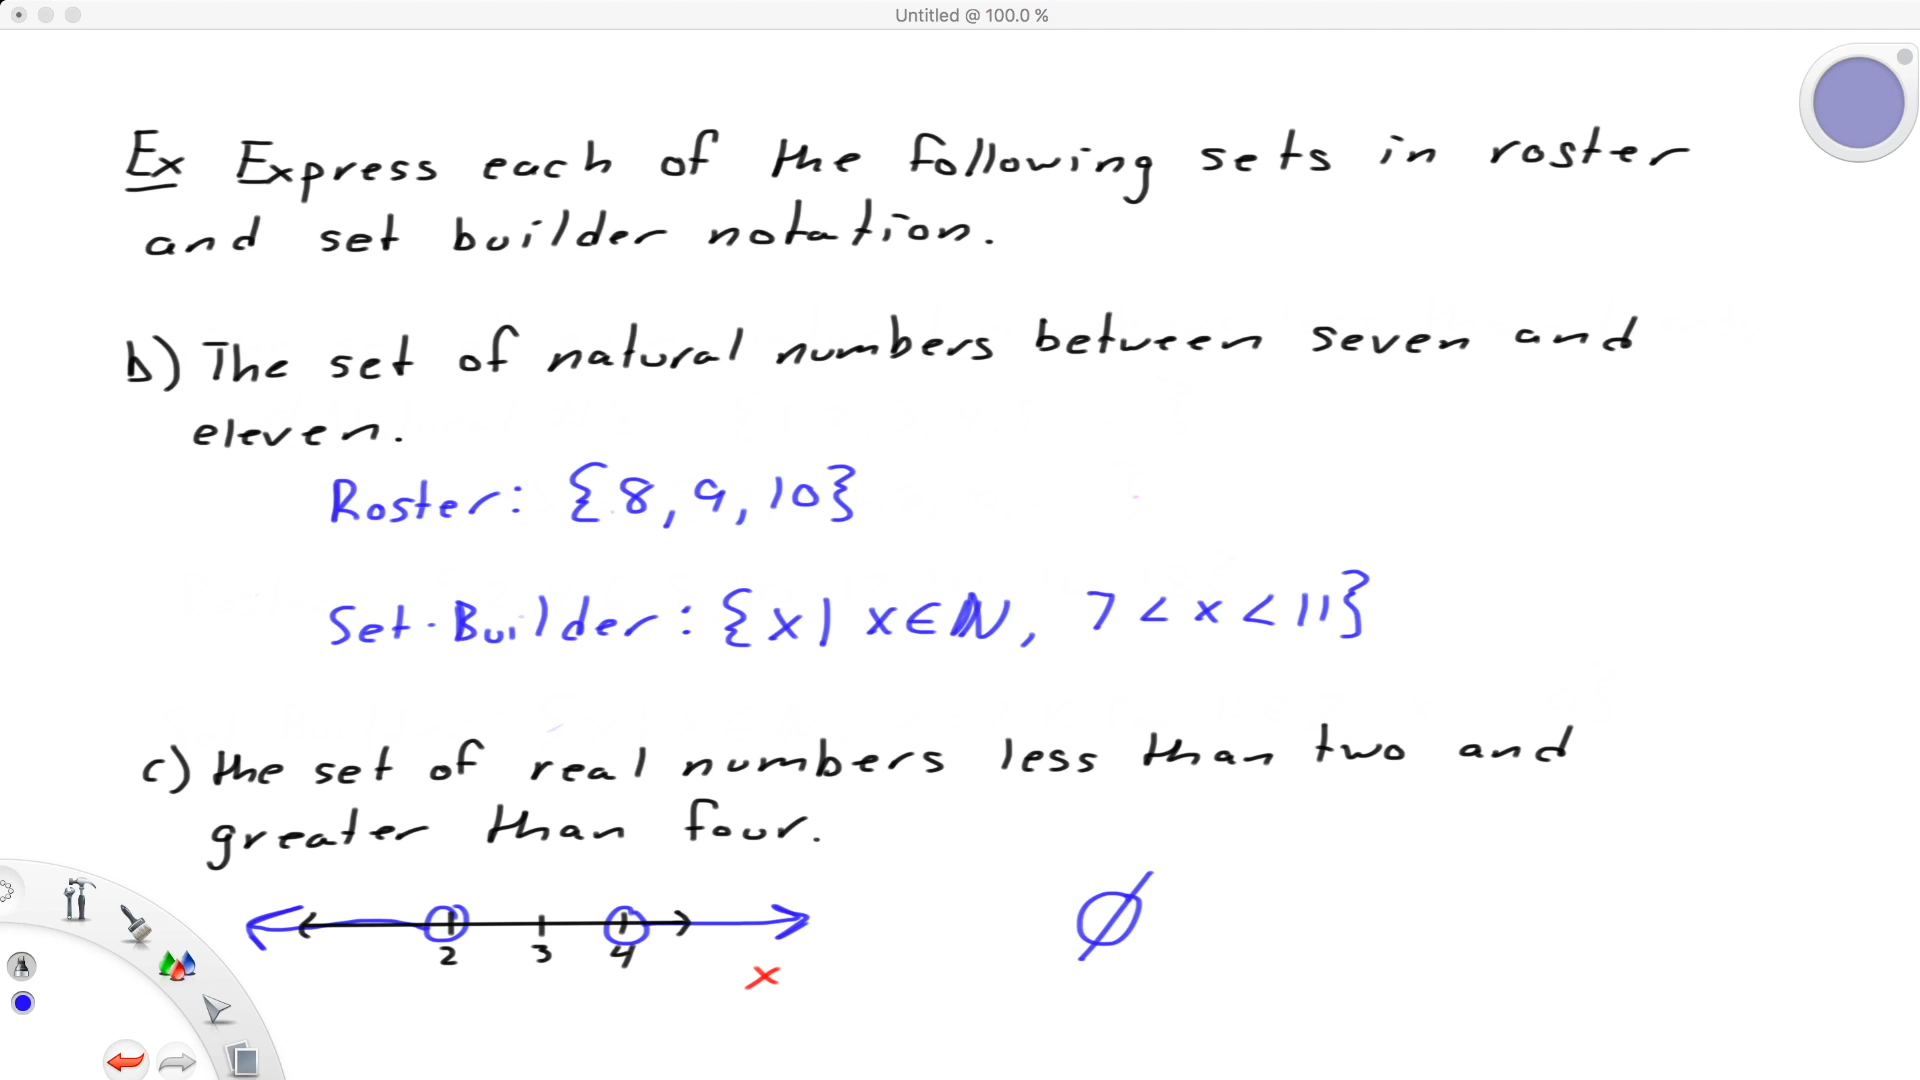 Untitled @ 100.0 %
Ex Express each of the following sets in roster
and set builder notation.
b) The set of natural numbers between seven and
eleven.
Roster: {8, 9, 10}
Set-Builder: {x | x∈ℕ, 7 < x < 11}
c) the set of real numbers less than two and
greater than four.
2 3 4
x
∅